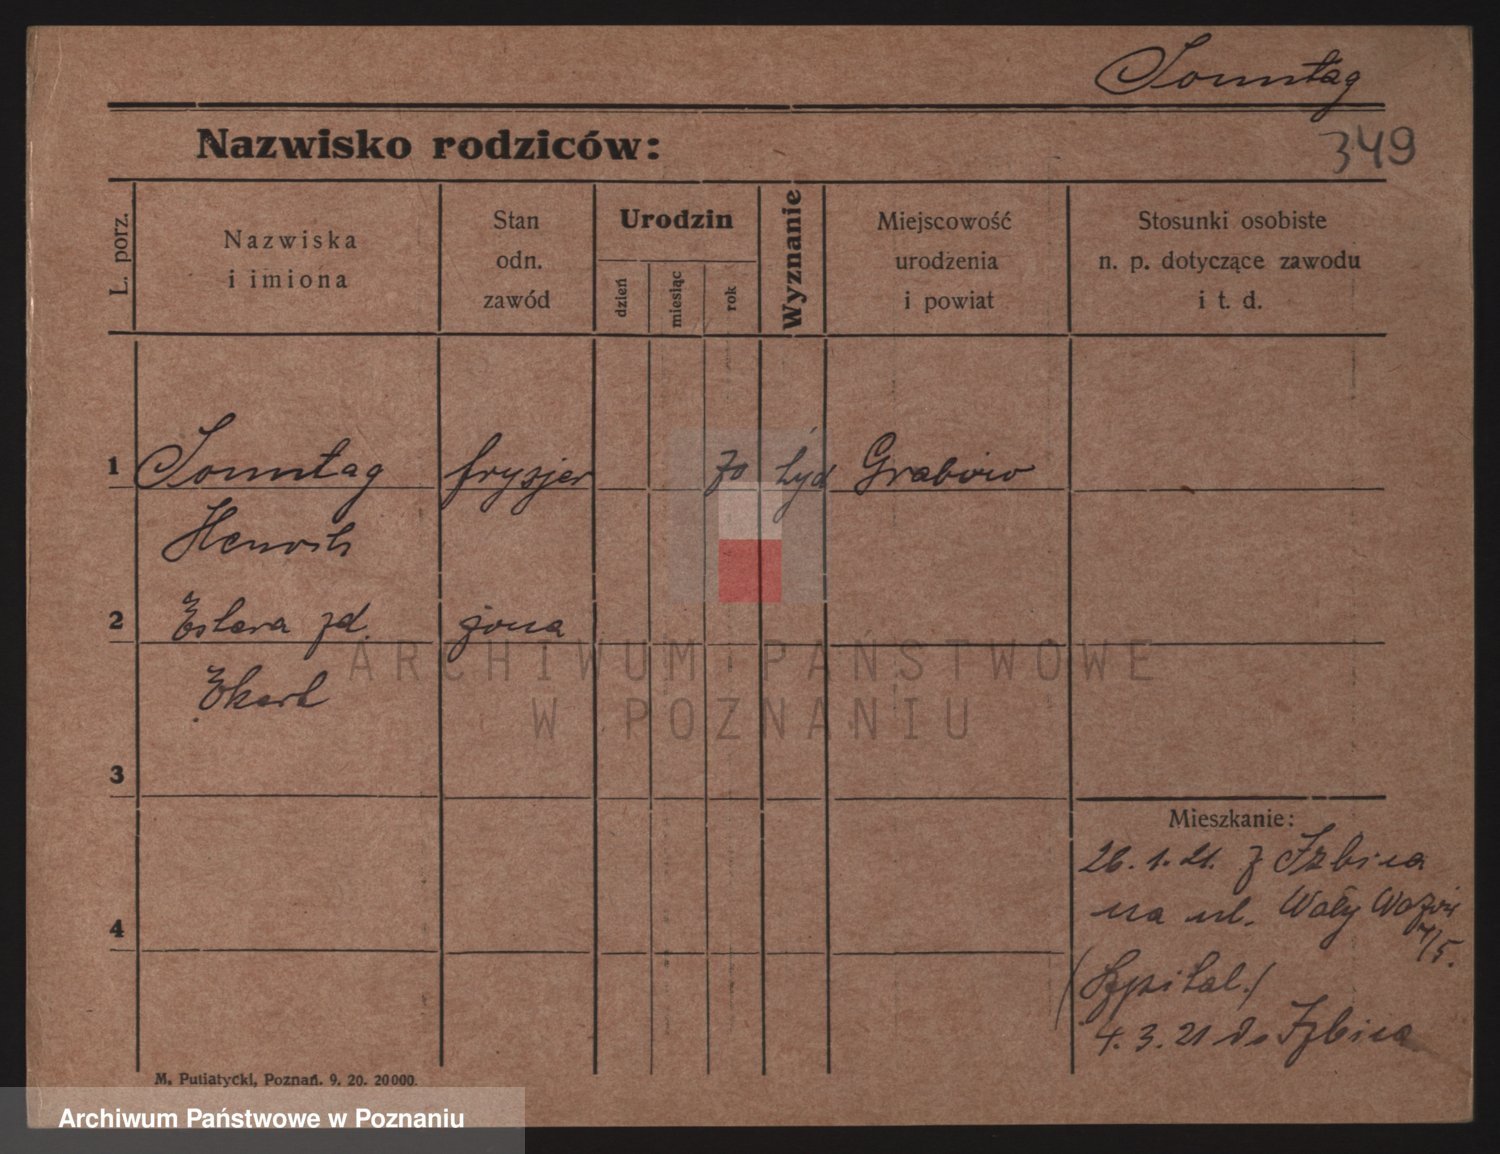 Sonntag
349
Nazwisko rodziców:
L. porz.
Nazwiska
i imiona
Stan
odn.
zawód
Urodzin
dzień
miesiąc
rok
Wyznanie
Miejscowość
urodzenia
i powiat
Stosunki osobiste
n. p. dotyczące zawodu
i t. d.
1 Sonntag fryzjer 70 żyd Grabów
Henoch
2 Estera zd. żona
Ekert
3
Mieszkanie:
26.1.21. z Izbica
na ul. Wały Wazów
4
(Szpital.)
4.3.21 do Izbica
M. Putiatycki, Poznań. 9. 20. 20000.
ARCHIWUM PAŃSTWOWE
W POZNANIU
Archiwum Państwowe w Poznaniu